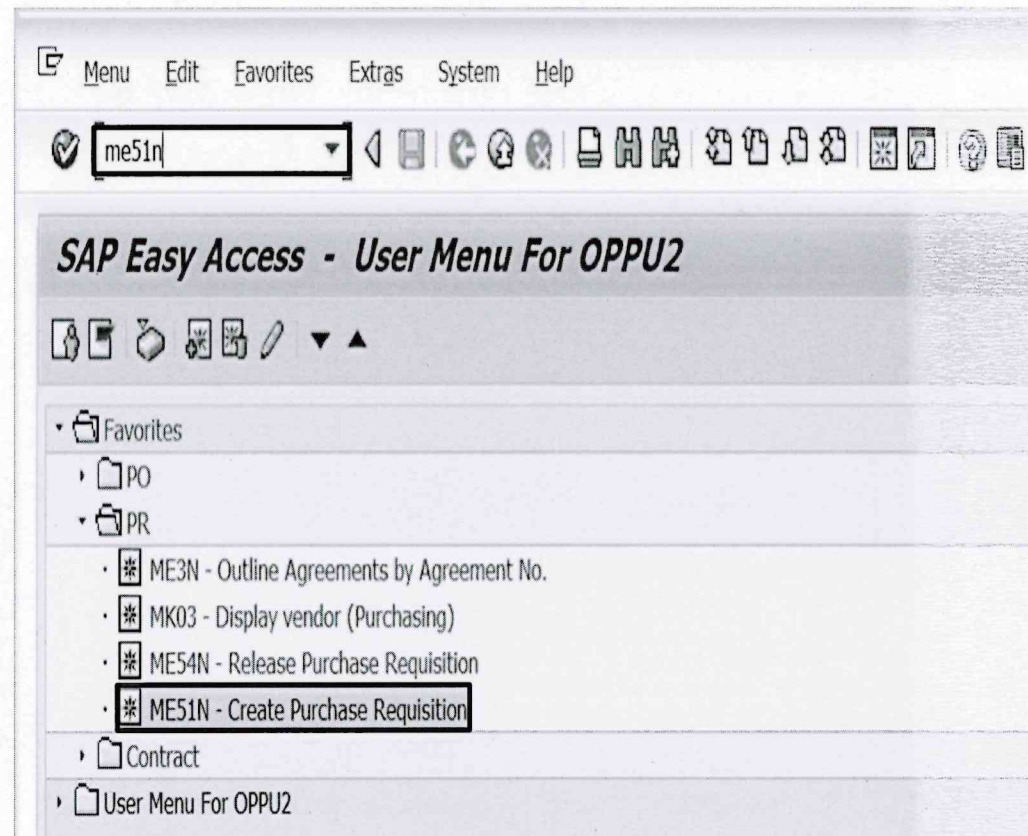 Menu Edit Favorites Extras System Help
me51n
SAP Easy Access - User Menu For OPPU2
Favorites
PO
PR
ME3N - Outline Agreements by Agreement No.
MK03 - Display vendor (Purchasing)
ME54N - Release Purchase Requisition
ME51N - Create Purchase Requisition
Contract
User Menu For OPPU2